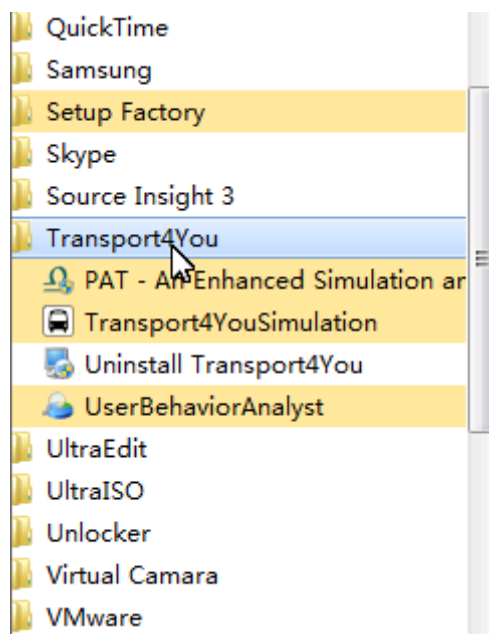 QuickTime
Samsung
Setup Factory
Skype
Source Insight 3
Transport4You
PAT - An Enhanced Simulation ar
Transport4YouSimulation
Uninstall Transport4You
UserBehaviorAnalyst
UltraEdit
UltraISO
Unlocker
Virtual Camara
VMware